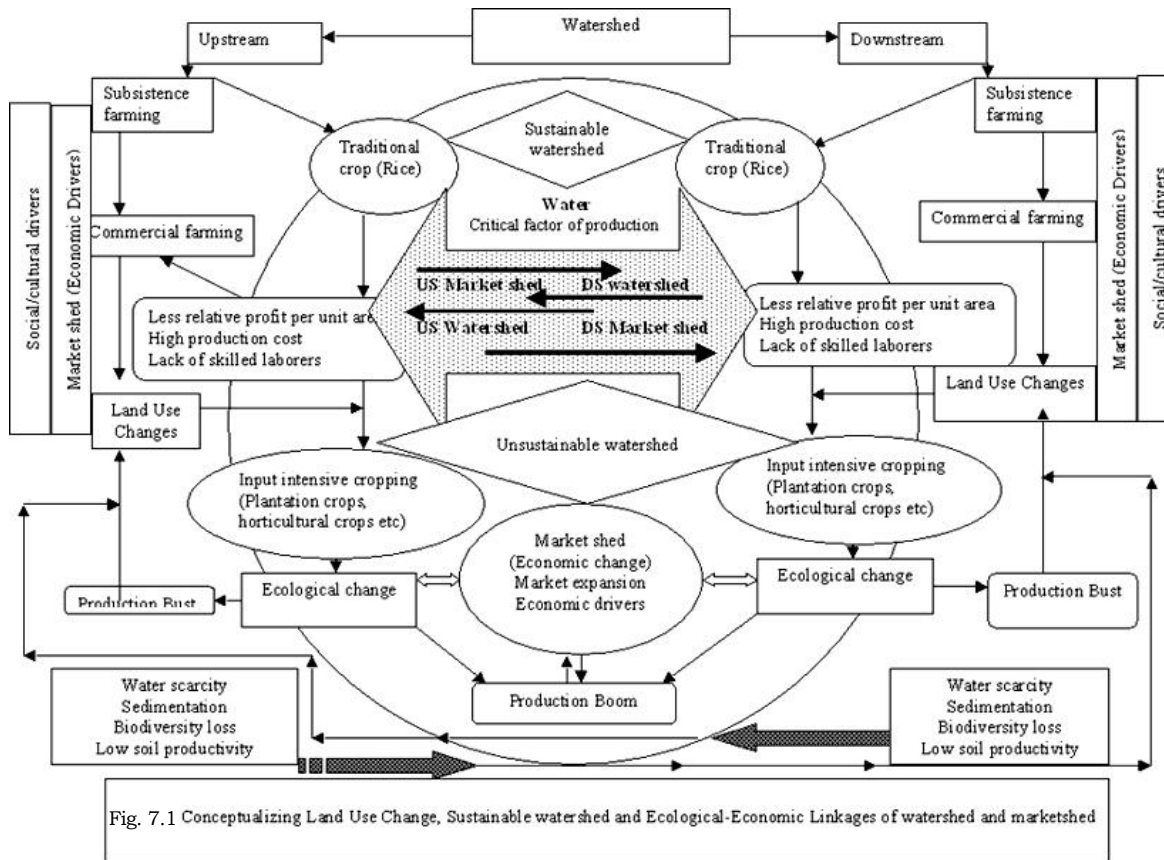 Watershed
Upstream
Downstream
Subsistence
farming
Subsistence
farming
Social/cultural drivers
Market shed (Economic Drivers)
Traditional
crop (Rice)
Sustainable
watershed
Traditional
crop (Rice)
Market shed (Economic Drivers)
Social/cultural drivers
Water
Critical factor of production
Commercial farming
Commercial farming
US Market shed DS watershed
US Watershed DS Market shed
Less relative profit per unit area
High production cost
Lack of skilled laborers
Less relative profit per unit area
High production cost
Lack of skilled laborers
Land Use
Changes
Land Use Changes
Unsustainable watershed
Input intensive cropping
(Plantation crops,
horticultural crops etc)
Input intensive cropping
(Plantation crops,
horticultural crops etc)
Market shed
(Economic change)
Market expansion
Economic drivers
Ecological change
Ecological change
Production Bust
Production Bust
Production Boom
Water scarcity
Sedimentation
Biodiversity loss
Low soil productivity
Water scarcity
Sedimentation
Biodiversity loss
Low soil productivity
Fig. 7.1 Conceptualizing Land Use Change, Sustainable watershed and Ecological-Economic Linkages of watershed and marketshed